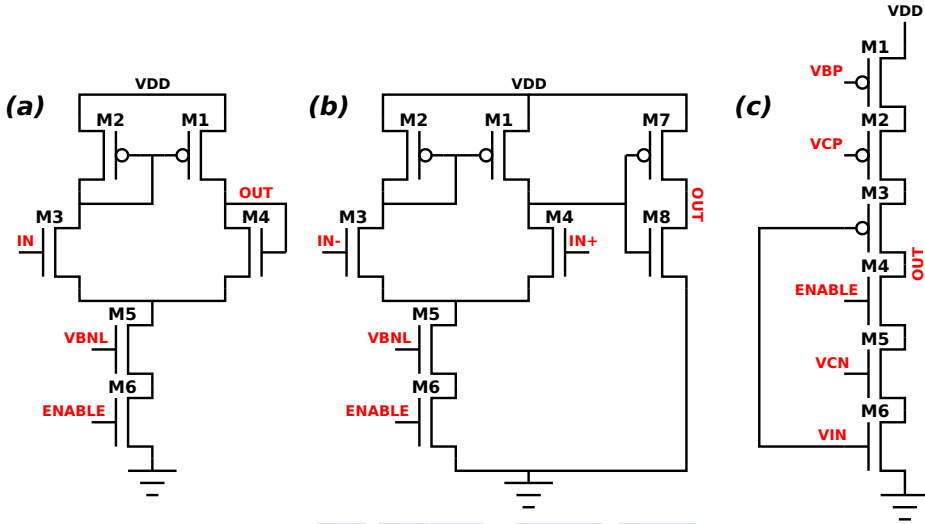 (a)
VDD
M2
M1
OUT
M3
M4
IN
M5
VBNL
M6
ENABLE
(b)
VDD
M2
M1
M7
OUT
M3
M4
M8
IN-
IN+
M5
VBNL
M6
ENABLE
(c)
VDD
M1
VBP
M2
VCP
M3
OUT
M4
ENABLE
M5
VCN
M6
VIN